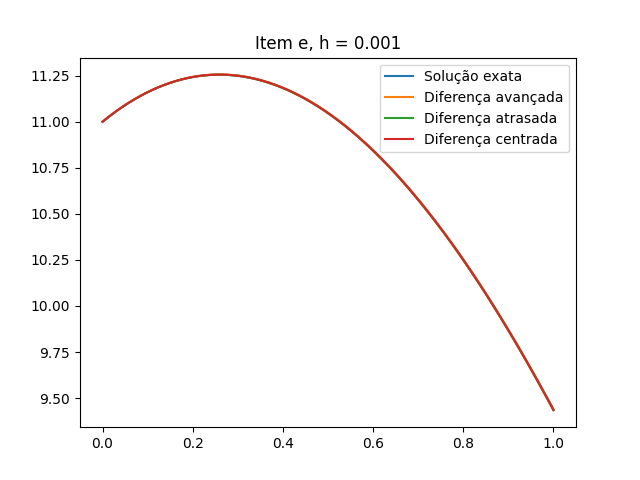 Item e, h = 0.001
Solução exata
Diferença avançada
Diferença atrasada
Diferença centrada
11.25
11.00
10.75
10.50
10.25
10.00
9.75
9.50
0.0 0.2 0.4 0.6 0.8 1.0